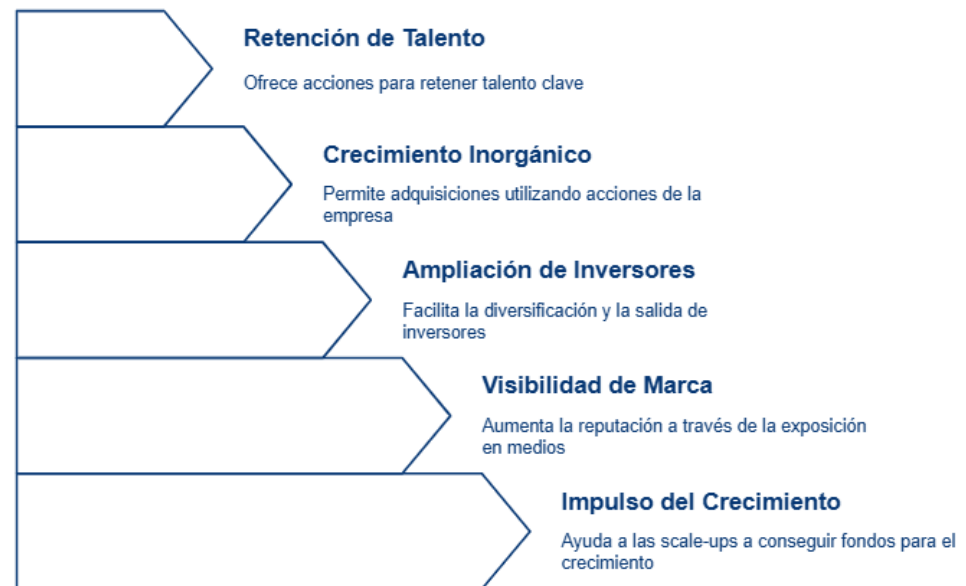 Retención de Talento
Ofrece acciones para retener talento clave
Crecimiento Inorgánico
Permite adquisiciones utilizando acciones de la
empresa
Ampliación de Inversores
Facilita la diversificación y la salida de
inversores
Visibilidad de Marca
Aumenta la reputación a través de la exposición
en medios
Impulso del Crecimiento
Ayuda a las scale-ups a conseguir fondos para el
crecimiento